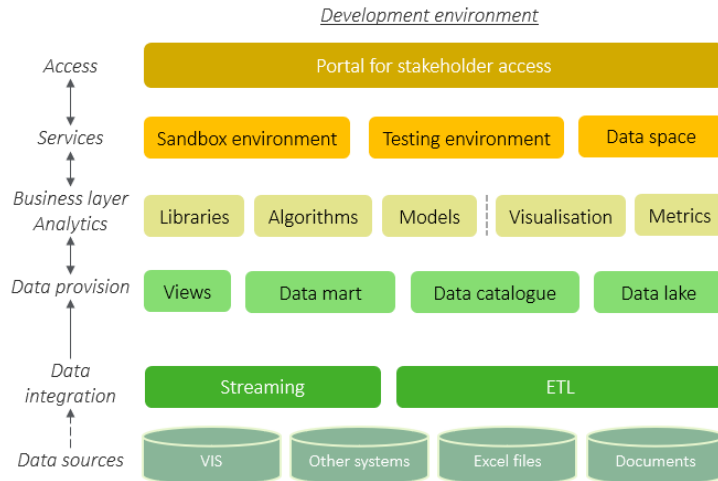 Development environment
Access
Portal for stakeholder access
Services
Sandbox environment
Testing environment
Data space
Business layer
Analytics
Libraries
Algorithms
Models
Visualisation
Metrics
Data provision
Views
Data mart
Data catalogue
Data lake
Data
integration
Streaming
ETL
Data sources
VIS
Other systems
Excel files
Documents